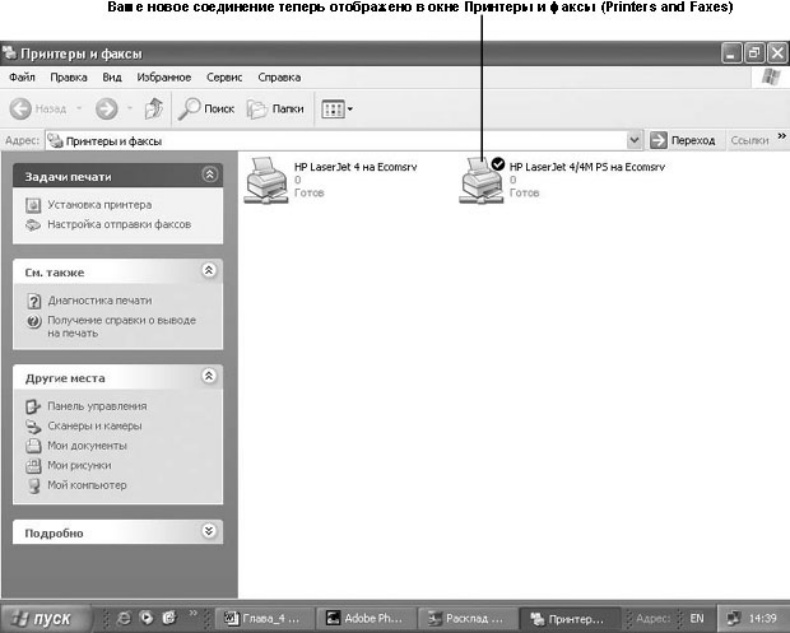 Ваше новое соединение теперь отображено в окне Принтеры и факсы (Printers and Faxes)
Принтеры и факсы
Файл Правка Вид Избранное Сервис Справка
Назад Поиск Папки
Адрес: Принтеры и факсы Переход Ссылки »
Задачи печати
Установка принтера
Настройка отправки факсов
См. также
Диагностика печати
Получение справки о выводе
на печать
Другие места
Панель управления
Сканеры и камеры
Мои документы
Мои рисунки
Мой компьютер
Подробно
HP LaserJet 4 на Ecomsrv
0
Готов
HP LaserJet 4/4M PS на Ecomsrv
0
Готов
пуск » Глава_4 ... Adobe Ph... Расклад ... Принтер... Адрес: EN 14:39